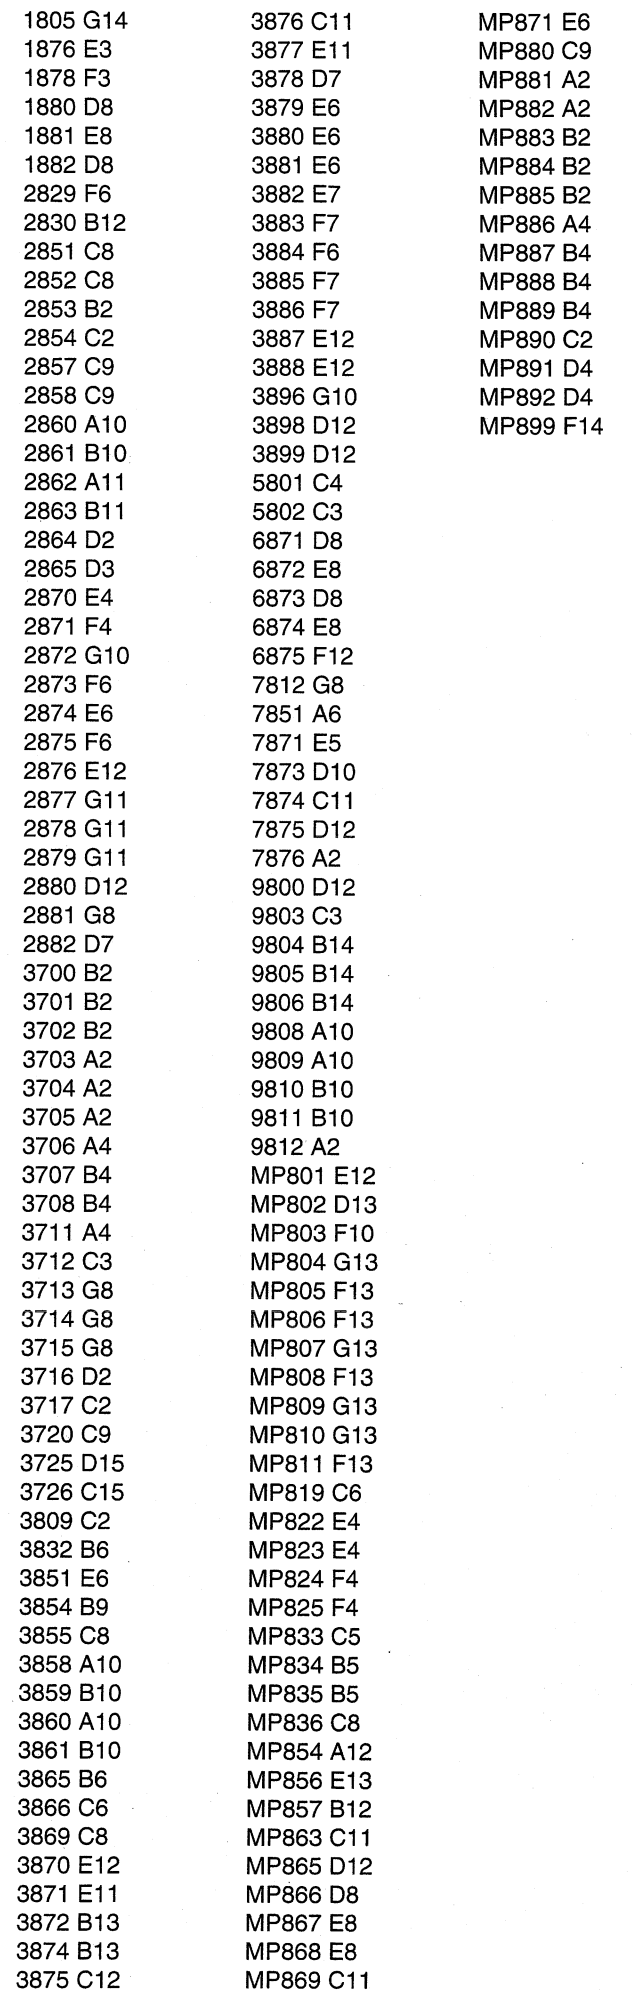 1805 G14
1876 E3
1878 F3
1880 D8
1881 E8
1882 D8
2829 F6
2830 B12
2851 C8
2852 C8
2853 B2
2854 C2
2857 C9
2858 C9
2860 A10
2861 B10
2862 A11
2863 B11
2864 D2
2865 D3
2870 E4
2871 F4
2872 G10
2873 F6
2874 E6
2875 F6
2876 E12
2877 G11
2878 G11
2879 G11
2880 D12
2881 G8
2882 D7
3700 B2
3701 B2
3702 B2
3703 A2
3704 A2
3705 A2
3706 A4
3707 B4
3708 B4
3711 A4
3712 C3
3713 G8
3714 G8
3715 G8
3716 D2
3717 C2
3720 C9
3725 D15
3726 C15
3809 C2
3832 B6
3851 E6
3854 B9
3855 C8
3858 A10
3859 B10
3860 A10
3861 B10
3865 B6
3866 C6
3869 C8
3870 E12
3871 E11
3872 B13
3874 B13
3875 C12
3876 C11
3877 E11
3878 D7
3879 E6
3880 E6
3881 E6
3882 E7
3883 F7
3884 F6
3885 F7
3886 F7
3887 E12
3888 E12
3896 G10
3898 D12
3899 D12
5801 C4
5802 C3
6871 D8
6872 E8
6873 D8
6874 E8
6875 F12
7812 G8
7851 A6
7871 E5
7873 D10
7874 C11
7875 D12
7876 A2
9800 D12
9803 C3
9804 B14
9805 B14
9806 B14
9808 A10
9809 A10
9810 B10
9811 B10
9812 A2
MP801 E12
MP802 D13
MP803 F10
MP804 G13
MP805 F13
MP806 F13
MP807 G13
MP808 F13
MP809 G13
MP810 G13
MP811 F13
MP819 C6
MP822 E4
MP823 E4
MP824 F4
MP825 F4
MP833 C5
MP834 B5
MP835 B5
MP836 C8
MP854 A12
MP856 E13
MP857 B12
MP863 C11
MP865 D12
MP866 D8
MP867 E8
MP868 E8
MP869 C11
MP871 E6
MP880 C9
MP881 A2
MP882 A2
MP883 B2
MP884 B2
MP885 B2
MP886 A4
MP887 B4
MP888 B4
MP889 B4
MP890 C2
MP891 D4
MP892 D4
MP899 F14